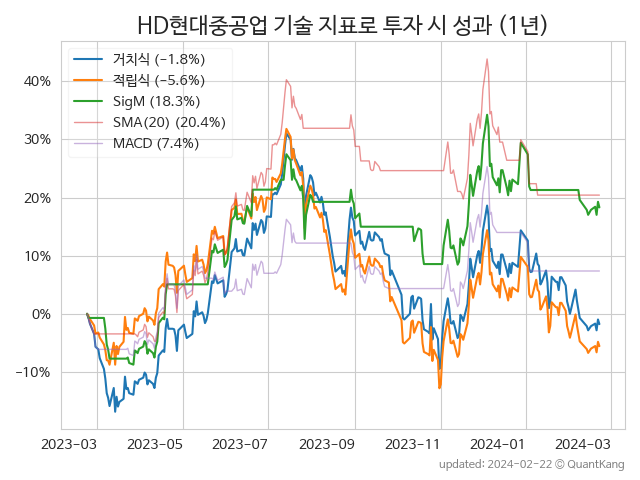 HD현대중공업 기술 지표로 투자 시 성과 (1년)
거치식 (−1.8%)
적립식 (−5.6%)
SigM (18.3%)
SMA(20) (20.4%)
MACD (7.4%)
40%
30%
20%
10%
0%
−10%
2023-03 2023-05 2023-07 2023-09 2023-11 2024-01 2024-03
updated: 2024-02-22 © QuantKang